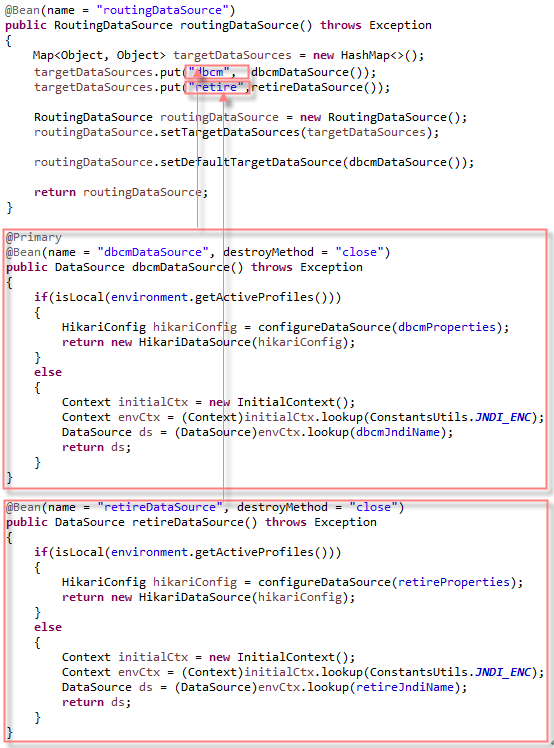 @Bean(name = "routingDataSource")
public RoutingDataSource routingDataSource() throws Exception
{
    Map<Object, Object> targetDataSources = new HashMap<>();
    targetDataSources.put("dbcm",  dbcmDataSource());
    targetDataSources.put("retire",retireDataSource());

    RoutingDataSource routingDataSource = new RoutingDataSource();
    routingDataSource.setTargetDataSources(targetDataSources);

    routingDataSource.setDefaultTargetDataSource(dbcmDataSource());

    return routingDataSource;
}

@Primary
@Bean(name = "dbcmDataSource", destroyMethod = "close")
public DataSource dbcmDataSource() throws Exception
{
    if(isLocal(environment.getActiveProfiles()))
    {
        HikariConfig hikariConfig = configureDataSource(dbcmProperties);
        return new HikariDataSource(hikariConfig);
    }
    else
    {
        Context initialCtx = new InitialContext();
        Context envCtx = (Context)initialCtx.lookup(ConstantsUtils.JNDI_ENC);
        DataSource ds = (DataSource)envCtx.lookup(dbcmJndiName);
        return ds;
    }
}

@Bean(name = "retireDataSource", destroyMethod = "close")
public DataSource retireDataSource() throws Exception
{
    if(isLocal(environment.getActiveProfiles()))
    {
        HikariConfig hikariConfig = configureDataSource(retireProperties);
        return new HikariDataSource(hikariConfig);
    }
    else
    {
        Context initialCtx = new InitialContext();
        Context envCtx = (Context)initialCtx.lookup(ConstantsUtils.JNDI_ENC);
        DataSource ds = (DataSource)envCtx.lookup(retireJndiName);
        return ds;
    }
}